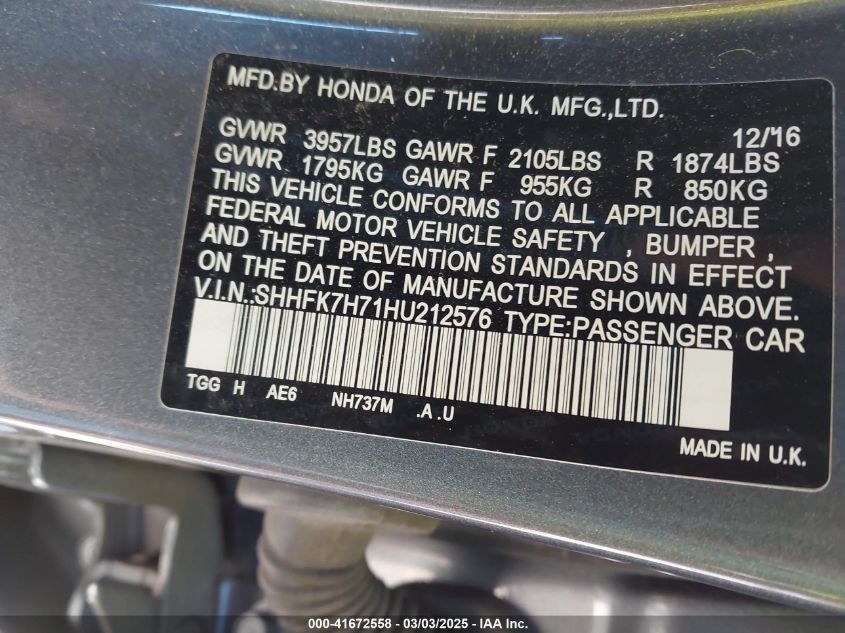 MFD.BY HONDA OF THE U.K. MFG.,LTD.
12/16
GVWR 3957LBS GAWR F 2105LBS R 1874LBS
GVWR 1795KG GAWR F 955KG R 850KG
THIS VEHICLE CONFORMS TO ALL APPLICABLE
FEDERAL MOTOR VEHICLE SAFETY , BUMPER ,
AND THEFT PREVENTION STANDARDS IN EFFECT
ON THE DATE OF MANUFACTURE SHOWN ABOVE.
V.I.N.:SHHFK7H71HU212576 TYPE:PASSENGER CAR
TGG H AE6 NH737M .A .U
MADE IN U.K.
000-41672558 — 03/03/2025 — IAA Inc.